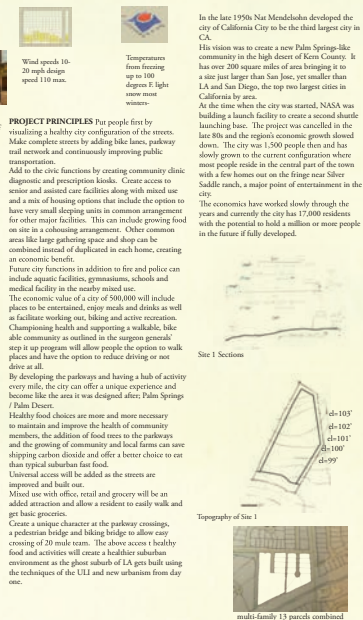 Wind speeds 10-
20 mph design
speed 110 max.
Temperatures
from freezing
up to 100
degrees F. light
snow most
winters-
PROJECT PRINCIPLES Put people first by
visualizing a healthy city configuration of the streets.
Make complete streets by adding bike lanes, parkway
trail network and continuously improving public
transportation.
Add to the civic functions by creating community clinic
diagnostic and prescription kiosks. Create access to
senior and assisted care facilities along with mixed use
and a mix of housing options that include the option to
have very small sleeping units in common arrangement
for other major facilities. This can include growing food
on site in a cohousing arrangement. Other common
areas like large gathering space and shop can be
combined instead of duplicated in each home, creating
an economic benefit.
Future city functions in addition to fire and police can
include aquatic facilities, gymnasiums, schools and
medical facility in the nearby mixed use.
The economic value of a city of 500,000 will include
places to be entertained, enjoy meals and drinks as well
as facilitate working out, biking and active recreation.
Championing health and supporting a walkable, bike
able community as outlined in the surgeon generals'
step it up program will allow people the option to walk
places and have the option to reduce driving or not
drive at all.
By developing the parkways and having a hub of activity
every mile, the city can offer a unique experience and
become like the area it was designed after; Palm Springs
/ Palm Desert.
Healthy food choices are more and more necessary
to maintain and improve the health of community
members, the addition of food trees to the parkways
and the growing of community and local farms can save
shipping carbon dioxide and offer a better choice to eat
than typical suburban fast food.
Universal access will be added as the streets are
improved and built out.
Mixed use with office, retail and grocery will be an
added attraction and allow a resident to easily walk and
get basic groceries.
Create a unique character at the parkway crossings,
a pedestrian bridge and biking bridge to allow easy
crossing of 20 mule team. The above access t healthy
food and activities will create a healthier suburban
environment as the ghost suburb of LA gets built using
the techniques of the ULI and new urbanism from day
one.
In the late 1950s Nat Mendelsohn developed the
city of California City to be the third largest city in
CA.
His vision was to create a new Palm Springs-like
community in the high desert of Kern County. It
has over 200 square miles of area bringing it to
a size just larger than San Jose, yet smaller than
LA and San Diego, the top two largest cities in
California by area.
At the time when the city was started, NASA was
building a launch facility to create a second shuttle
launching base. The project was cancelled in the
late 80s and the region's economic growth slowed
down. The city was 1,500 people then and has
slowly grown to the current configuration where
most people reside in the central part of the town
with a few homes out on the fringe near Silver
Saddle ranch, a major point of entertainment in the
city.
The economics have worked slowly through the
years and currently the city has 17,000 residents
with the potential to hold a million or more people
in the future if fully developed.
Site 1 Sections
el=103'
el=102'
el=101'
el=100'
el=99'
Topography of Site 1
multi-family 13 parcels combined